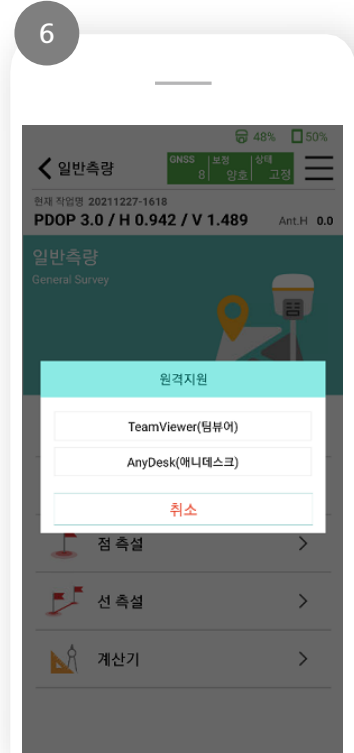 6
48% 50%
일반측량 GNSS 8 보정 양호 상태 고정
현재 작업명 20211227-1618
PDOP 3.0 / H 0.942 / V 1.489 Ant.H 0.0
일반측량
General Survey
원격지원
TeamViewer(팀뷰어)
AnyDesk(애니데스크)
취소
점 측설
선 측설
계산기